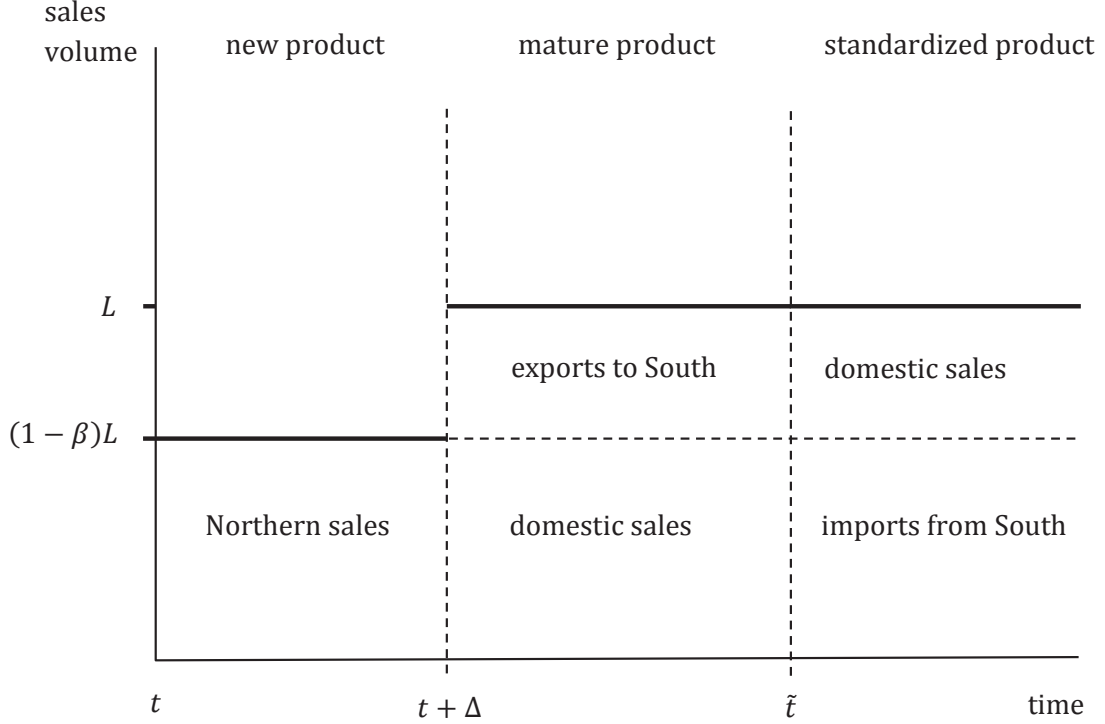 sales
volume
new product
mature product
standardized product
L
exports to South
domestic sales
(1 − β)L
Northern sales
domestic sales
imports from South
t
t + Δ
t̃
time